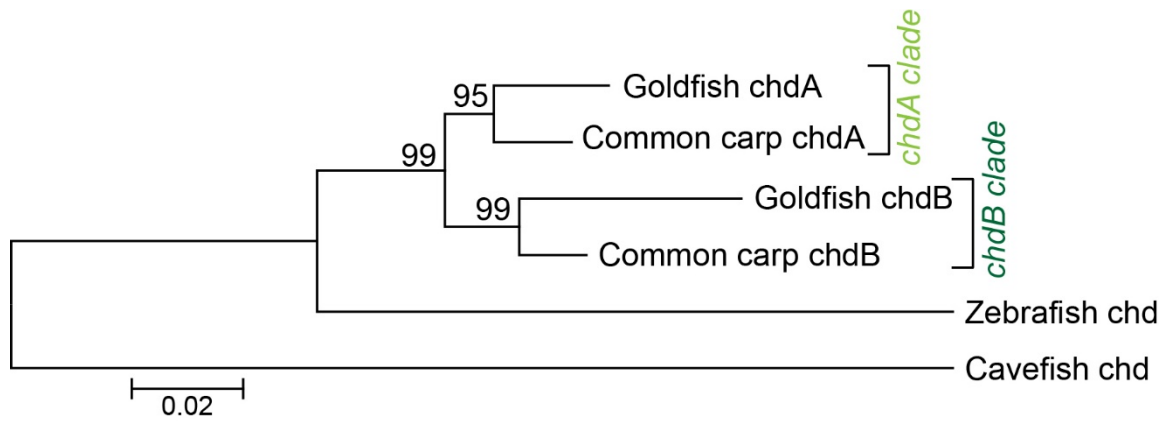 95
Goldfish chdA
Common carp chdA
chdA clade
99
99
Goldfish chdB
Common carp chdB
chdB clade
Zebrafish chd
Cavefish chd
0.02